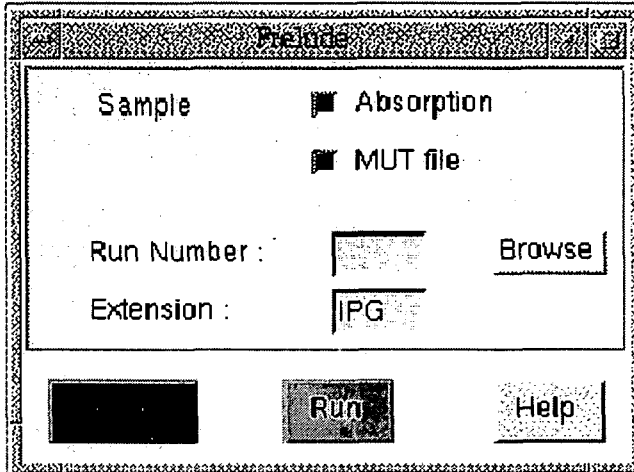 Prelude
Sample Absorption
MUT file
Run Number : Browse
Extension : IPG
Run Help